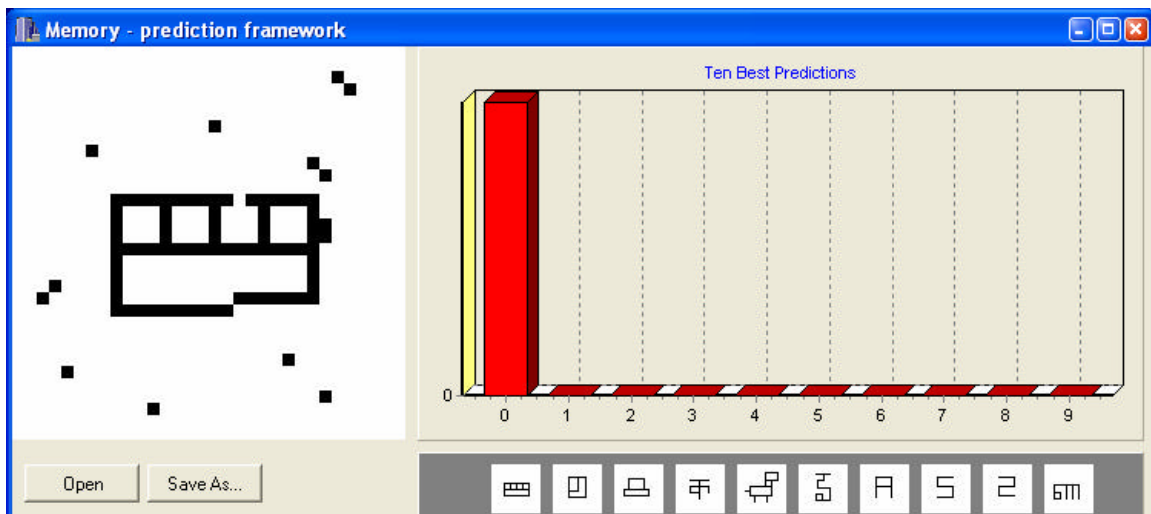 Memory - prediction framework
Ten Best Predictions
0
0 1 2 3 4 5 6 7 8 9
Open Save As...